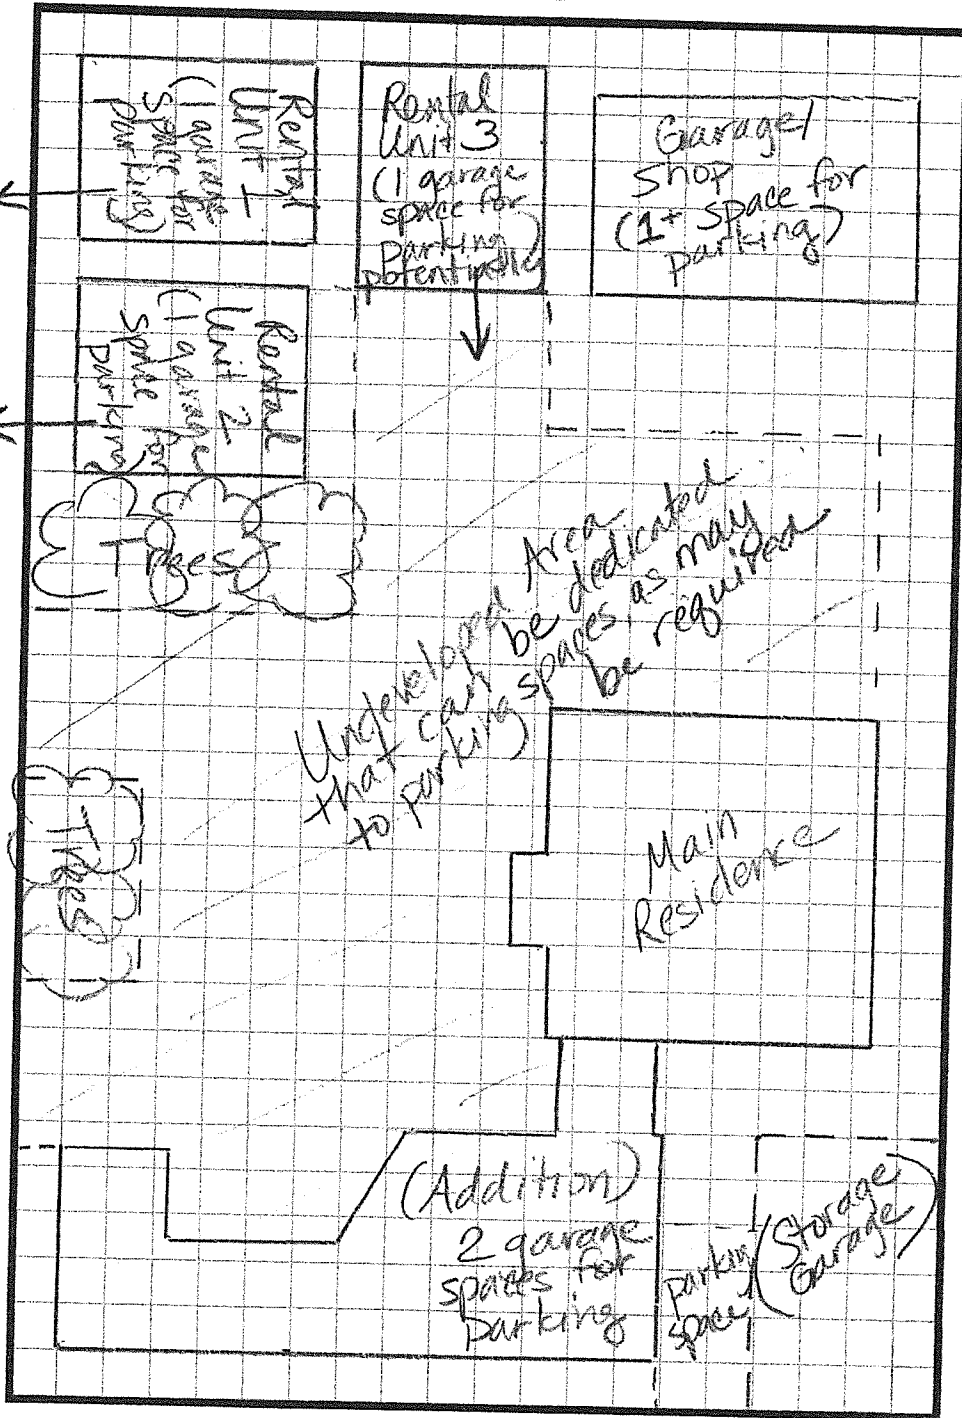 Rental
Unit 1
(1 garage
space for
parking)
Rental
Unit 3
(1 garage
space for
parking
potentially)
Garage/
Shop
(1+ space for
parking)
Rental
Unit 2
(1 garage
space for
parking)
Trees
Undeveloped Area
that can be dedicated
to parking spaces, as may
be required
Trees
Main
Residence
(Addition)
2 garage
spaces for
parking
parking
space
(Storage
Garage)